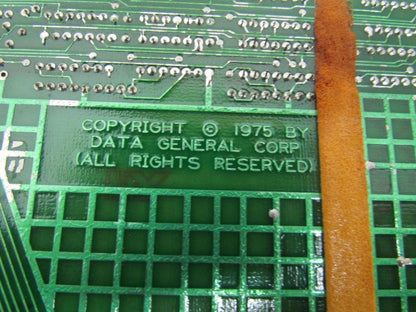 COPYRIGHT © 1975 BY
DATA GENERAL CORP
(ALL RIGHTS RESERVED)